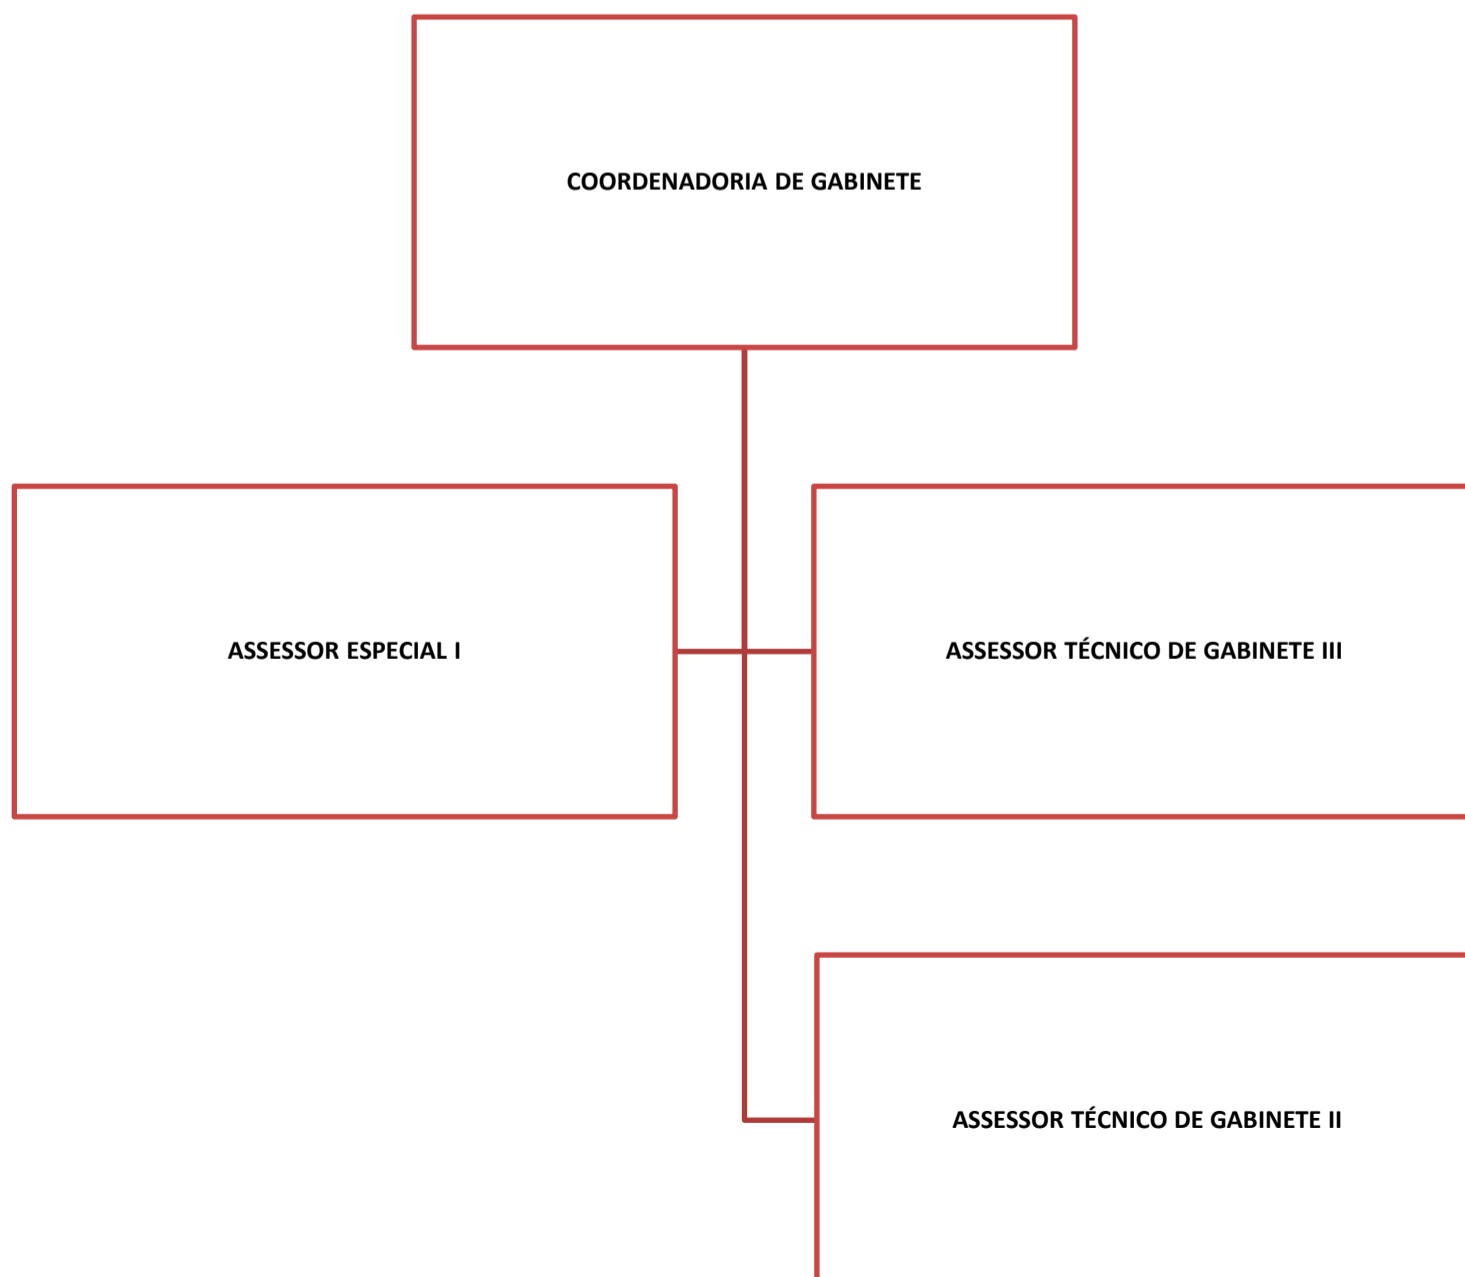 COORDENADORIA DE GABINETE
ASSESSOR ESPECIAL I
ASSESSOR TÉCNICO DE GABINETE III
ASSESSOR TÉCNICO DE GABINETE II